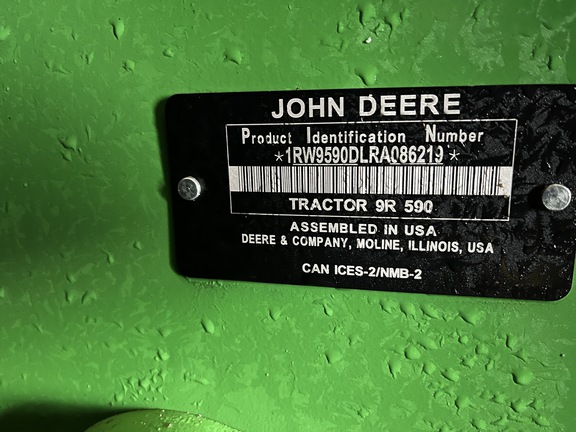 JOHN DEERE
Product Identification Number
*1RW9590DLRA086219*
TRACTOR 9R 590
ASSEMBLED IN USA
DEERE & COMPANY, MOLINE, ILLINOIS, USA
CAN ICES-2/NMB-2